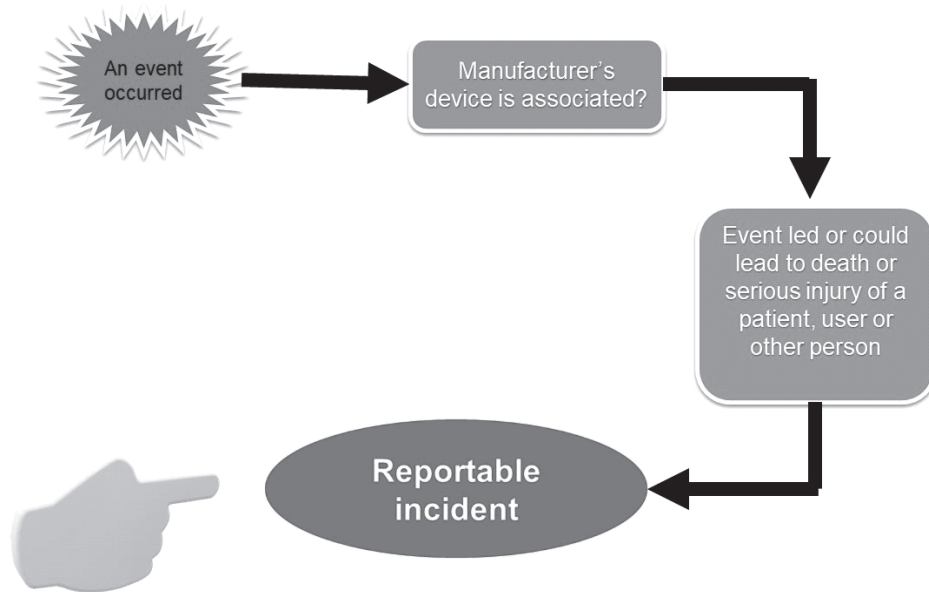 An event
occurred
Manufacturer’s
device is associated?
Event led or could
lead to death or
serious injury of a
patient, user or
other person
Reportable
incident